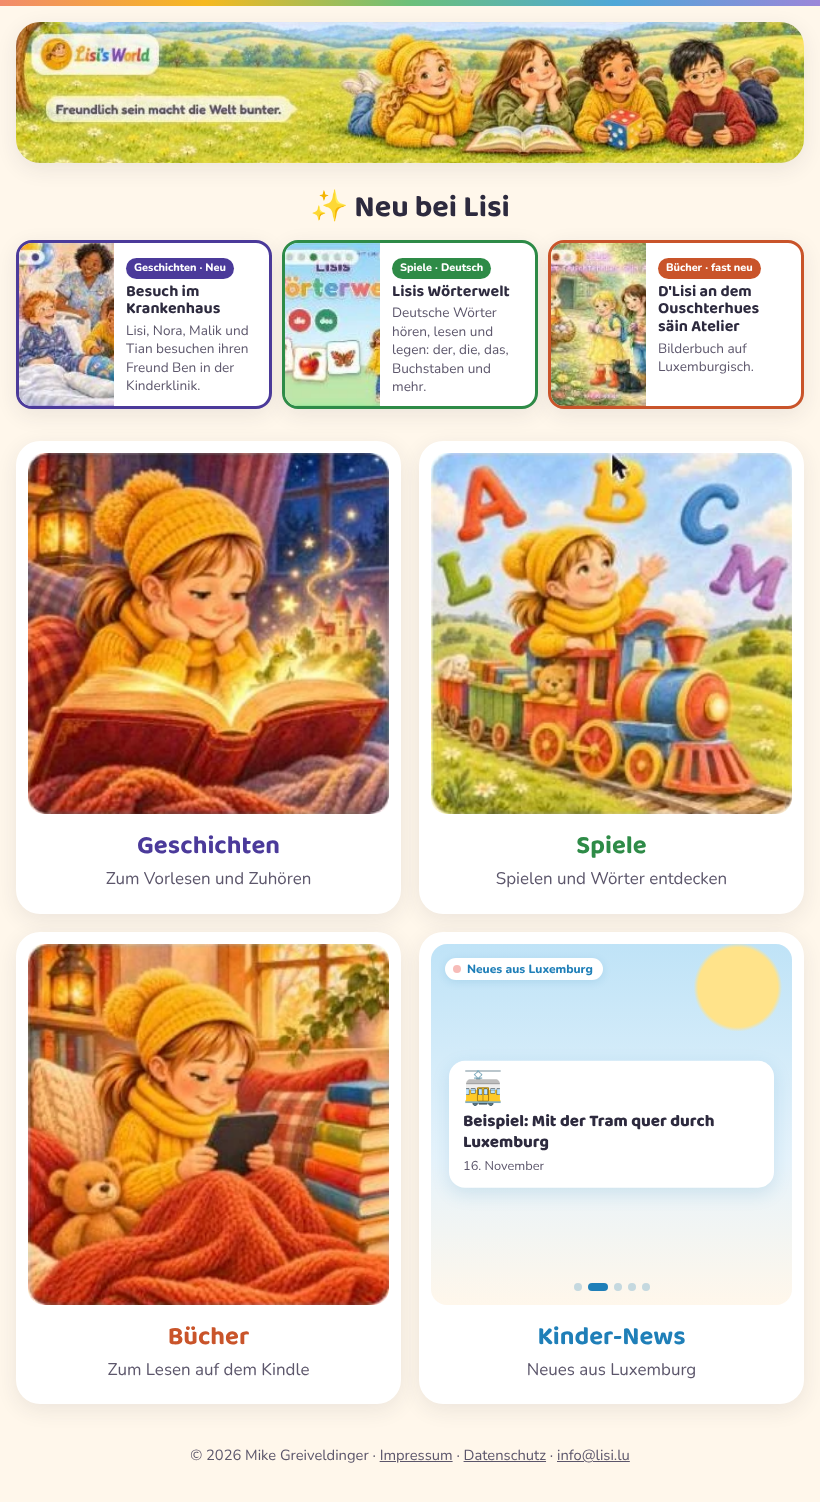 Lisi's World
Freundlich sein macht die Welt bunter.
✨ Neu bei Lisi
Geschichten · Neu
Besuch im
Krankenhaus
Lisi, Nora, Malik und
Tian besuchen ihren
Freund Ben in der
Kinderklinik.
Lisis
örterwe
die
das
Spiele · Deutsch
Lisis Wörterwelt
Deutsche Wörter
hören, lesen und
legen: der, die, das,
Buchstaben und
mehr.
Bücher · fast neu
D'Lisi an dem
Ouschterhues
säin Atelier
Bilderbuch auf
Luxemburgisch.
A B C
L M
Geschichten
Zum Vorlesen und Zuhören
Spiele
Spielen und Wörter entdecken
Neues aus Luxemburg
Beispiel: Mit der Tram quer durch
Luxemburg
16. November
Bücher
Zum Lesen auf dem Kindle
Kinder-News
Neues aus Luxemburg
© 2026 Mike Greiveldinger · Impressum · Datenschutz · info@lisi.lu